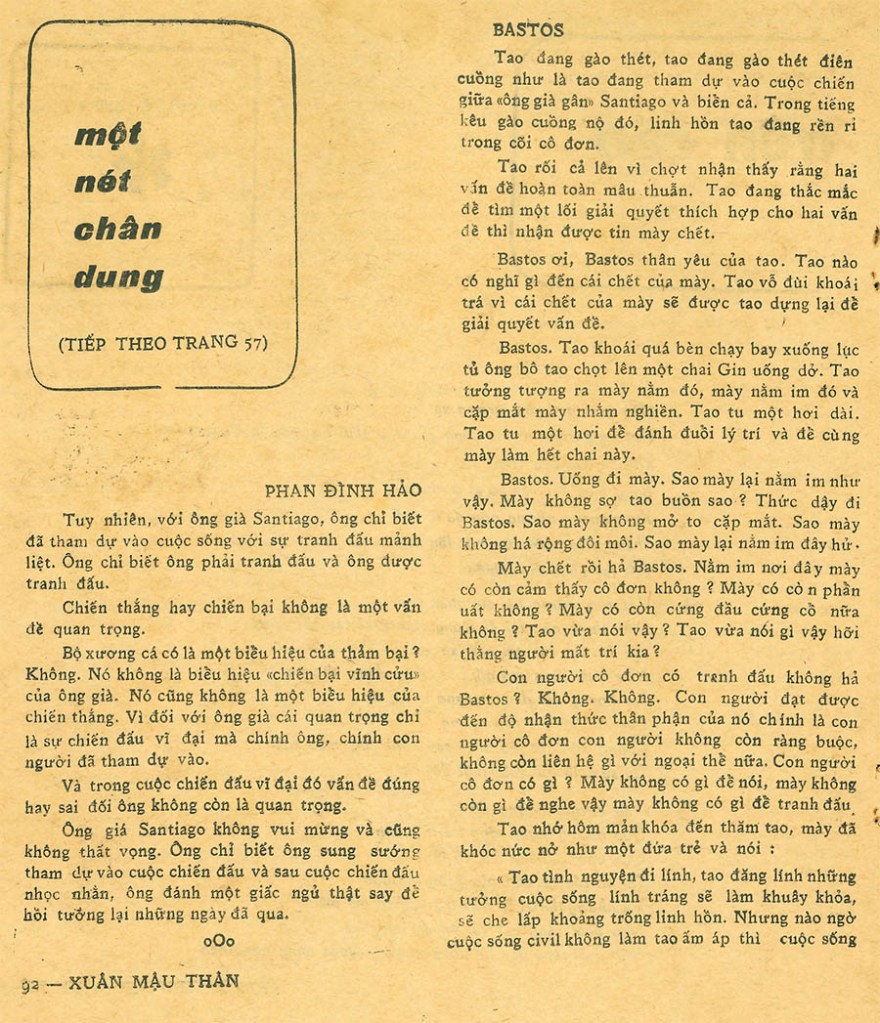 một
nét
chân
dung
(TIẾP THEO TRANG 57)
PHAN ĐÌNH HẢO
Tuy nhiên, với ông già Santiago, ông chỉ biết
đã tham dự vào cuộc sống với sự tranh đấu mảnh
liệt. Ông chỉ biết ông phải tranh đấu và ông được
tranh đấu.
Chiến thắng hay chiến bại không là một vấn
đề quan trọng.
Bộ xương cá có là một biểu hiệu của thảm bại ?
Không. Nó không là biểu hiệu «chiến bại vĩnh cửu»
của ông già. Nó cũng không là một biểu hiệu của
chiến thắng. Vì đối với ông già cái quan trọng chỉ
là sự chiến đấu vĩ đại mà chính ông, chính con
người đã tham dự vào.
Và trong cuộc chiến đấu vĩ đại đó vấn đề đúng
hay sai đối ông không còn là quan trọng.
Ông giá Santiago không vui mừng và cũng
không thất vọng. Ông chỉ biết ông sung sướng
tham dự vào cuộc chiến đấu và sau cuộc chiến đấu
nhọc nhằn, ông đánh một giấc ngủ thật say để
hồi tưởng lại những ngày đã qua.
oOo
92 — XUÂN MẬU THÂN
BASTOS
Tao đang gào thét, tao đang gào thét điên
cuồng như là tao đang tham dự vào cuộc chiến
giữa «ông già gân» Santiago và biển cả. Trong tiếng
kêu gào cuồng nộ đó, linh hồn tao đang rền rỉ
trong cõi cô đơn.
Tao rối cả lên vì chợt nhận thấy rằng hai
vấn đề hoàn toàn mâu thuẫn. Tao đang thắc mắc
để tìm một lối giải quyết thích hợp cho hai vấn
đề thì nhận được tin mày chết.
Bastos ơi, Bastos thân yêu của tao. Tao nào
có nghĩ gì đến cái chết của mày. Tao vỗ đùi khoái
trá vì cái chết của mày sẽ được tao dựng lại để
giải quyết vấn đề.
Bastos. Tao khoái quá bèn chạy bay xuống lục
tủ ông bô tao chọt lên một chai Gin uống dở. Tao
tưởng tượng ra mày nằm đó, mày nằm im đó và
cặp mắt mày nhắm nghiền. Tao tu một hơi dài.
Tao tu một hơi để đánh đuổi lý trí và để cùng
mày làm hết chai này.
Bastos. Uống đi mày. Sao mày lại nằm im như
vậy. Mày không sợ tao buồn sao ? Thức dậy đi
Bastos. Sao mày không mở to cặp mắt. Sao mày
không há rộng đôi môi. Sao mày lại nằm im đây hử.
Mày chết rồi hả Bastos. Nằm im nơi đây mày
có còn cảm thấy cô đơn không ? Mày có còn phẫn
uất không ? Mày có còn cứng đầu cứng cổ nữa
không ? Tao vừa nói vậy ? Tao vừa nói gì vậy hỡi
thằng người mất trí kia ?
Con người cô đơn có tranh đấu không hả
Bastos ? Không. Không. Con người đạt được
đến độ nhận thức thân phận của nó chính là con
người cô đơn con người không còn ràng buộc,
không còn liên hệ gì với ngoại thể nữa. Con người
cô đơn có gì ? Mày không có gì để nói, mày không
còn gì để nghe vậy mày không có gì để tranh đấu
Tao nhớ hôm mản khóa đến thăm tao, mày đã
khóc nức nở như một đứa trẻ và nói :
« Tao tình nguyện đi lính, tao đăng lính những
tưởng cuộc sống lính tráng sẽ làm khuây khỏa,
sẽ che lấp khoảng trống linh hồn. Nhưng nào ngờ
cuộc sống civil không làm tao ấm áp thì cuộc sống